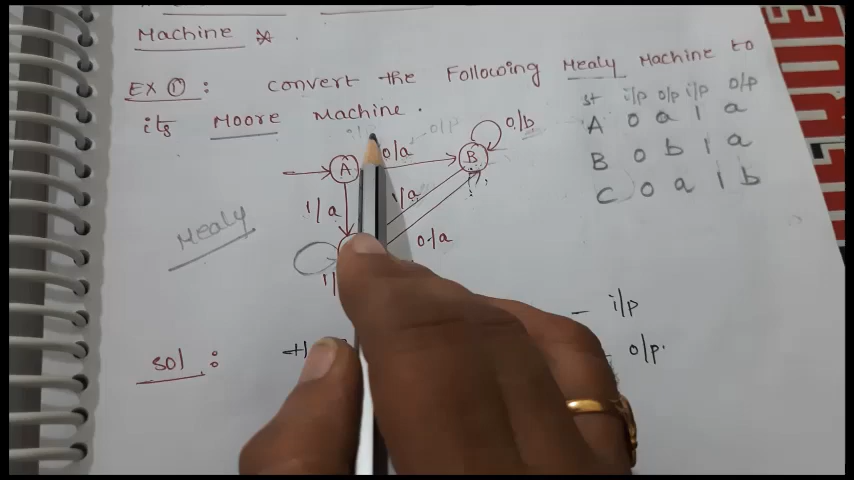 Machine *.
EX ① : convert the Following Mealy Machine to
its Moore Machine.
st i/p o/p i/p o/p
A 0 a 1 a
B 0 b 1 a
C 0 a 1 b
o/p
0/a
0/b
A
B
1/a
1/a
0/a
1/
Mealy
- i/p
sol :
- o/p.